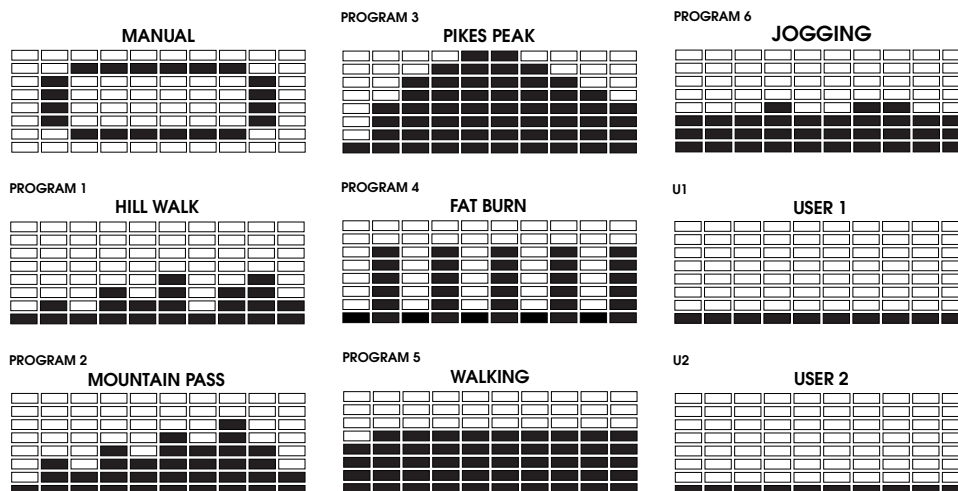 MANUAL
PROGRAM 1
HILL WALK
PROGRAM 2
MOUNTAIN PASS
PROGRAM 3
PIKES PEAK
PROGRAM 4
FAT BURN
PROGRAM 5
WALKING
PROGRAM 6
JOGGING
U1
USER 1
U2
USER 2